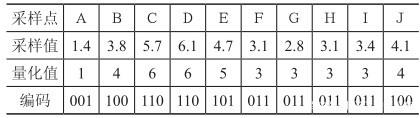 采样点 A B C D E F G H I J
采样值 1.4 3.8 5.7 6.1 4.7 3.1 2.8 3.1 3.4 4.1
量化值 1 4 6 6 5 3 3 3 3 4
编码 001 100 110 110 101 011 011 011 011 100